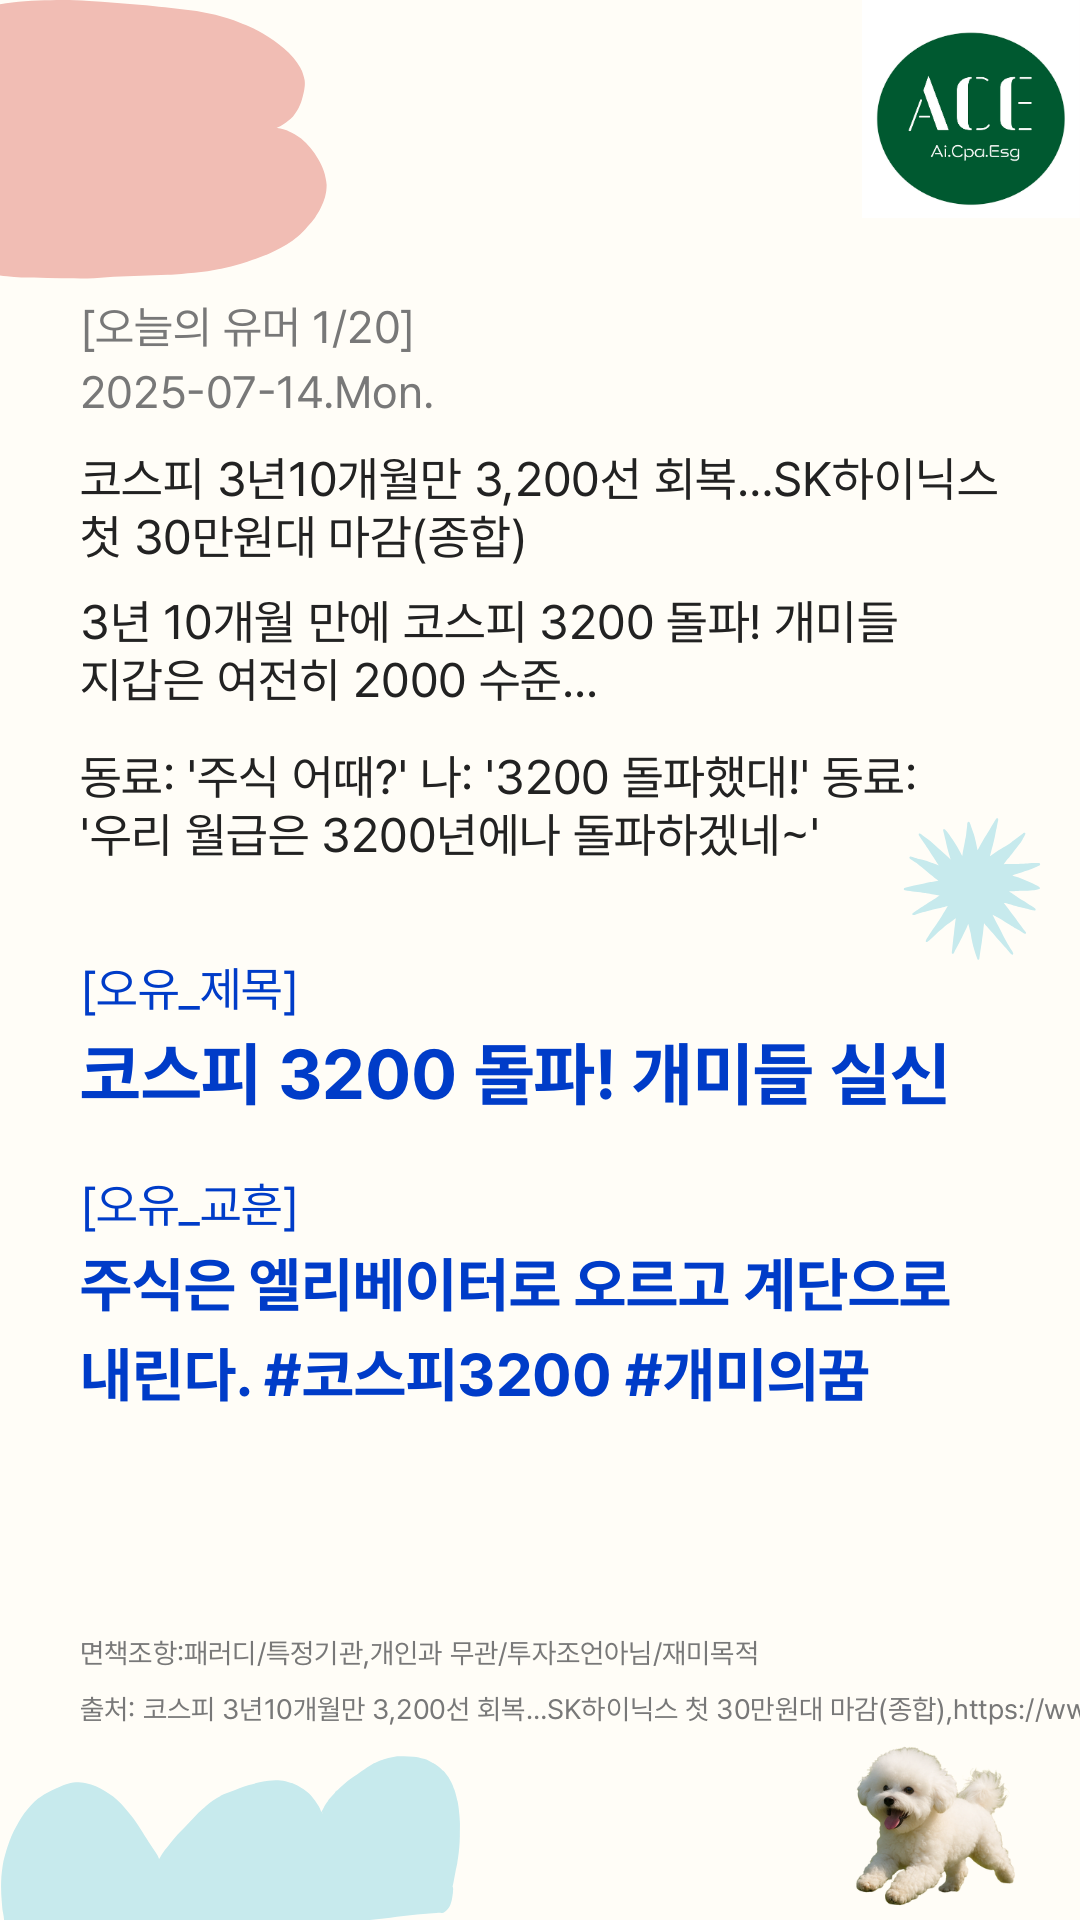 ACE
Ai.Cpa.Esg
[오늘의 유머 1/20]
2025-07-14.Mon.
코스피 3년10개월만 3,200선 회복...SK하이닉스
첫 30만원대 마감(종합)
3년 10개월 만에 코스피 3200 돌파! 개미들
지갑은 여전히 2000 수준...
동료: '주식 어때?' 나: '3200 돌파했대!' 동료:
'우리 월급은 3200년에나 돌파하겠네~'
[오유_제목]
코스피 3200 돌파! 개미들 실신
[오유_교훈]
주식은 엘리베이터로 오르고 계단으로
내린다. #코스피3200 #개미의꿈
면책조항:패러디/특정기관,개인과 무관/투자조언아님/재미목적
출처: 코스피 3년10개월만 3,200선 회복...SK하이닉스 첫 30만원대 마감(종합),https://ww